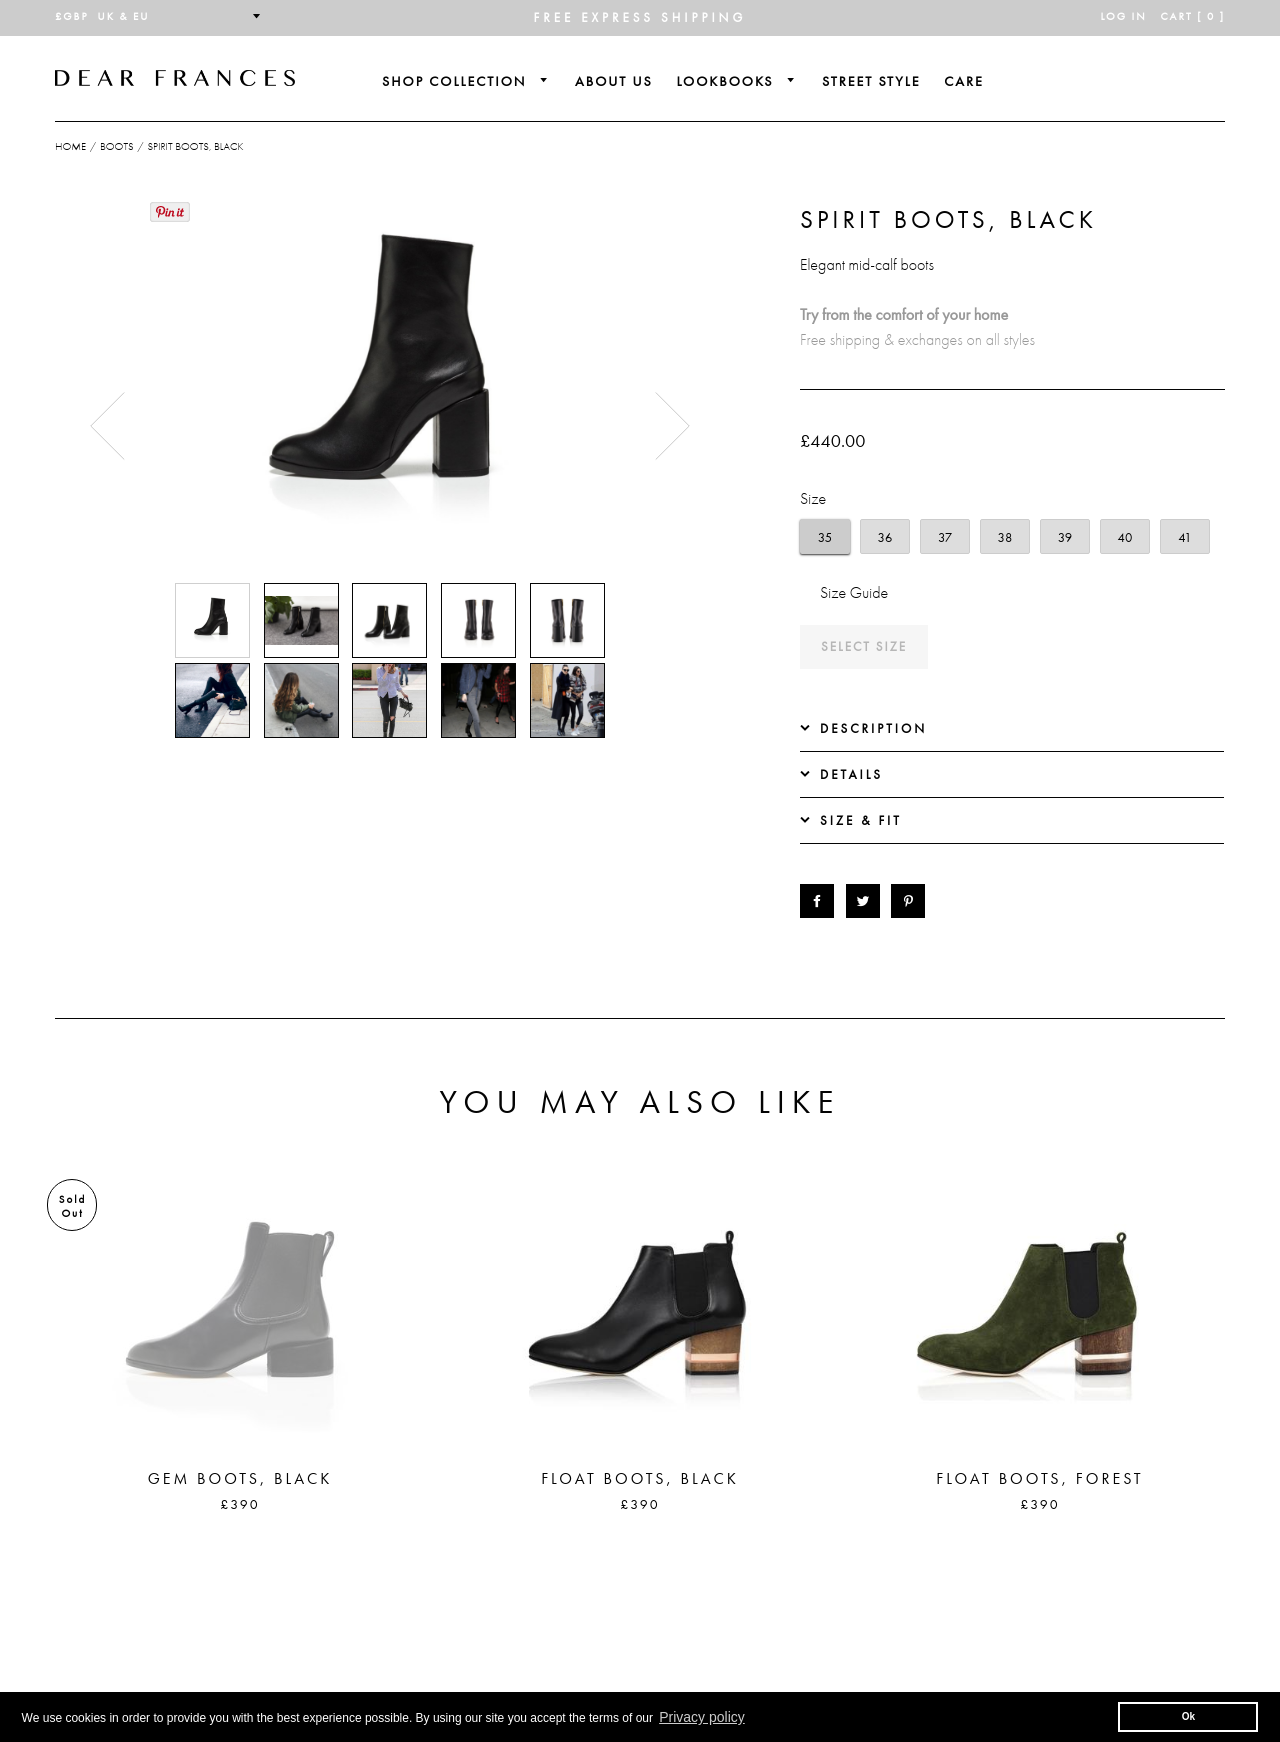 £GBP UK & EU
FREE EXPRESS SHIPPING
LOG IN CART [ 0 ]
DEAR FRANCES
SHOP COLLECTION ABOUT US LOOKBOOKS STREET STYLE CARE
HOME / BOOTS / SPIRIT BOOTS, BLACK
Pin it
SPIRIT BOOTS, BLACK
Elegant mid-calf boots
Try from the comfort of your home
Free shipping & exchanges on all styles
£440.00
Size
35 36 37 38 39 40 41
Size Guide
SELECT SIZE
DESCRIPTION
DETAILS
SIZE & FIT
YOU MAY ALSO LIKE
Sold
Out
GEM BOOTS, BLACK
£390
FLOAT BOOTS, BLACK
£390
FLOAT BOOTS, FOREST
£390
We use cookies in order to provide you with the best experience possible. By using our site you accept the terms of our Privacy policy
Ok